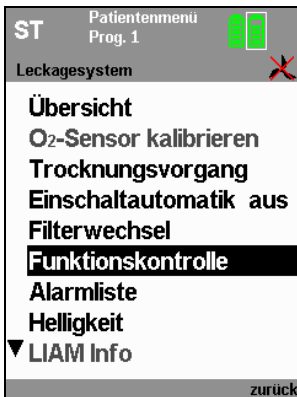 ST
Patientenmenü
Prog. 1
Leckagesystem
Übersicht
O₂-Sensor kalibrieren
Trocknungsvorgang
Einschaltautomatik aus
Filterwechsel
Funktionskontrolle
Alarmliste
Helligkeit
▼ LIAM Info
zurück